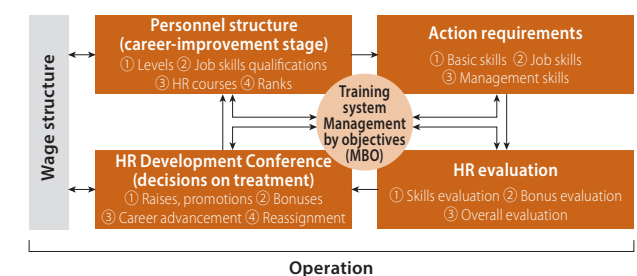 Wage structure
Personnel structure
(career-improvement stage)
① Levels ② Job skills qualifications
③ HR courses ④ Ranks
Action requirements
① Basic skills ② Job skills
③ Management skills
Training
system
Management
by objectives
(MBO)
HR Development Conference
(decisions on treatment)
① Raises, promotions ② Bonuses
③ Career advancement ④ Reassignment
HR evaluation
① Skills evaluation ② Bonus evaluation
③ Overall evaluation
Operation